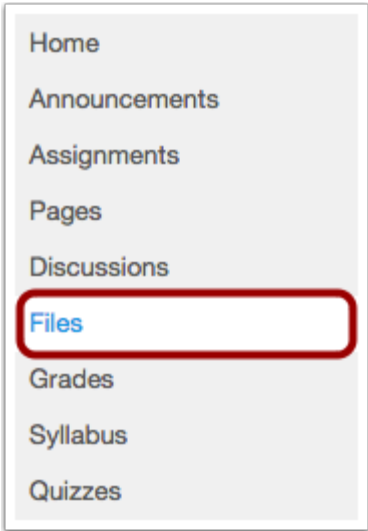 Home
Announcements
Assignments
Pages
Discussions
Files
Grades
Syllabus
Quizzes